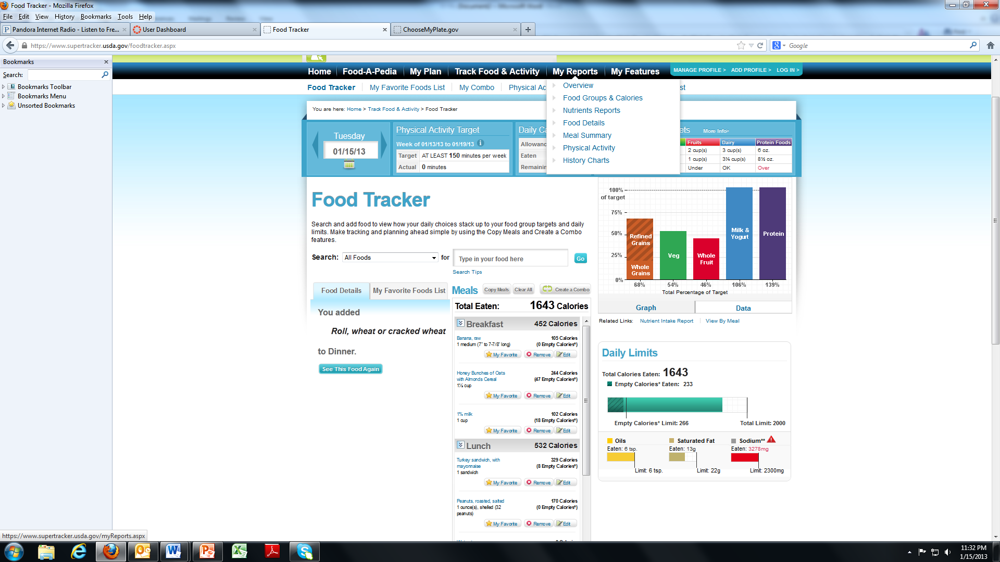 Food Tracker - Mozilla Firefox
File Edit View History Bookmarks Tools Help
Pandora Internet Radio - Listen to Fre... User Dashboard Food Tracker ChooseMyPlate.gov
https://www.supertracker.usda.gov/foodtracker.aspx Google
Bookmarks
Search:
Bookmarks Toolbar
Bookmarks Menu
Unsorted Bookmarks
Home Food-A-Pedia My Plan Track Food & Activity My Reports My Features MANAGE PROFILE > ADD PROFILE > LOG IN >
Food Tracker My Favorite Foods List My Combo Physical Ac st
Overview
Food Groups & Calories
Nutrients Reports
Food Details
Meal Summary
Physical Activity
History Charts
You are here: Home > Track Food & Activity > Food Tracker
Tuesday
01/15/13
Physical Activity Target
Week of 01/13/13 to 01/19/13
Target AT LEAST 150 minutes per week
Actual 0 minutes
Daily Ca
Allowanc
Eaten
Remainin
ets More Info>
Fruits Dairy Protein Foods
2 cup(s) 3 cup(s) 6 oz.
1 cup(s) 3¼ cup(s) 8½ oz.
Under OK Over
Food Tracker
Search and add food to view how your daily choices stack up to your food group targets and daily
limits. Make tracking and planning ahead simple by using the Copy Meals and Create a Combo
features.
Search: All Foods for Type in your food here Go
Search Tips
Food Details My Favorite Foods List
You added
Roll, wheat or cracked wheat
to Dinner.
See This Food Again
Meals Copy Meals Clear All Create a Combo
Total Eaten: 1643 Calories
Breakfast 452 Calories
Banana, raw 105 Calories
1 medium (7" to 7-7/8" long) (0 Empty Calories*)
My Favorite Remove Edit
Honey Bunches of Oats 244 Calories
with Almonds Cereal (47 Empty Calories*)
1½ cup
My Favorite Remove Edit
1% milk 102 Calories
1 cup (18 Empty Calories*)
My Favorite Remove Edit
Lunch 532 Calories
Turkey sandwich, with 329 Calories
mayonnaise (8 Empty Calories*)
1 sandwich
My Favorite Remove Edit
Peanuts, roasted, salted 170 Calories
1 ounce(s), shelled (32 (0 Empty Calories*)
peanuts)
My Favorite Remove Edit
100%
of target
75%
50%
25%
0%
Refined
Grains
Whole
Grains
Veg
Whole
Fruit
Milk &
Yogurt
Protein
68% 54% 46% 106% 139%
Total Percentage of Target
Graph Data
Related Links: Nutrient Intake Report View By Meal
Daily Limits
Total Calories Eaten: 1643
Empty Calories* Eaten: 233
Empty Calories* Limit: 266 Total Limit: 2000
Oils Saturated Fat Sodium**
Eaten: 6 tsp. Eaten: 13g Eaten: 3278mg
Limit: 6 tsp. Limit: 22g Limit: 2300mg
https://www.supertracker.usda.gov/myReports.aspx
11:32 PM
1/15/2013